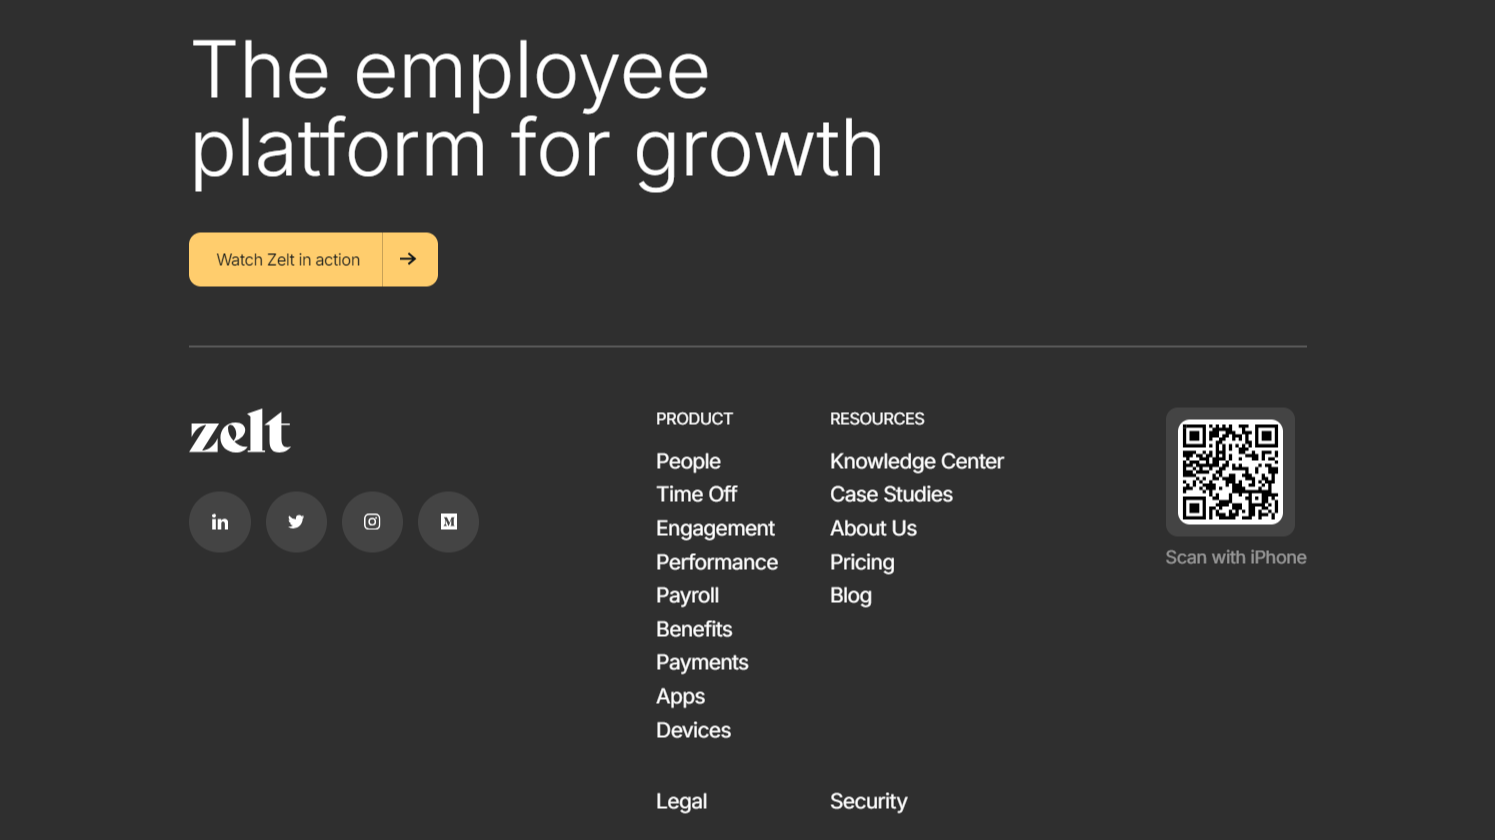 The employee
platform for growth
Watch Zelt in action
zelt
in
M
PRODUCT
People
Time Off
Engagement
Performance
Payroll
Benefits
Payments
Apps
Devices
Legal
RESOURCES
Knowledge Center
Case Studies
About Us
Pricing
Blog
Security
Scan with iPhone